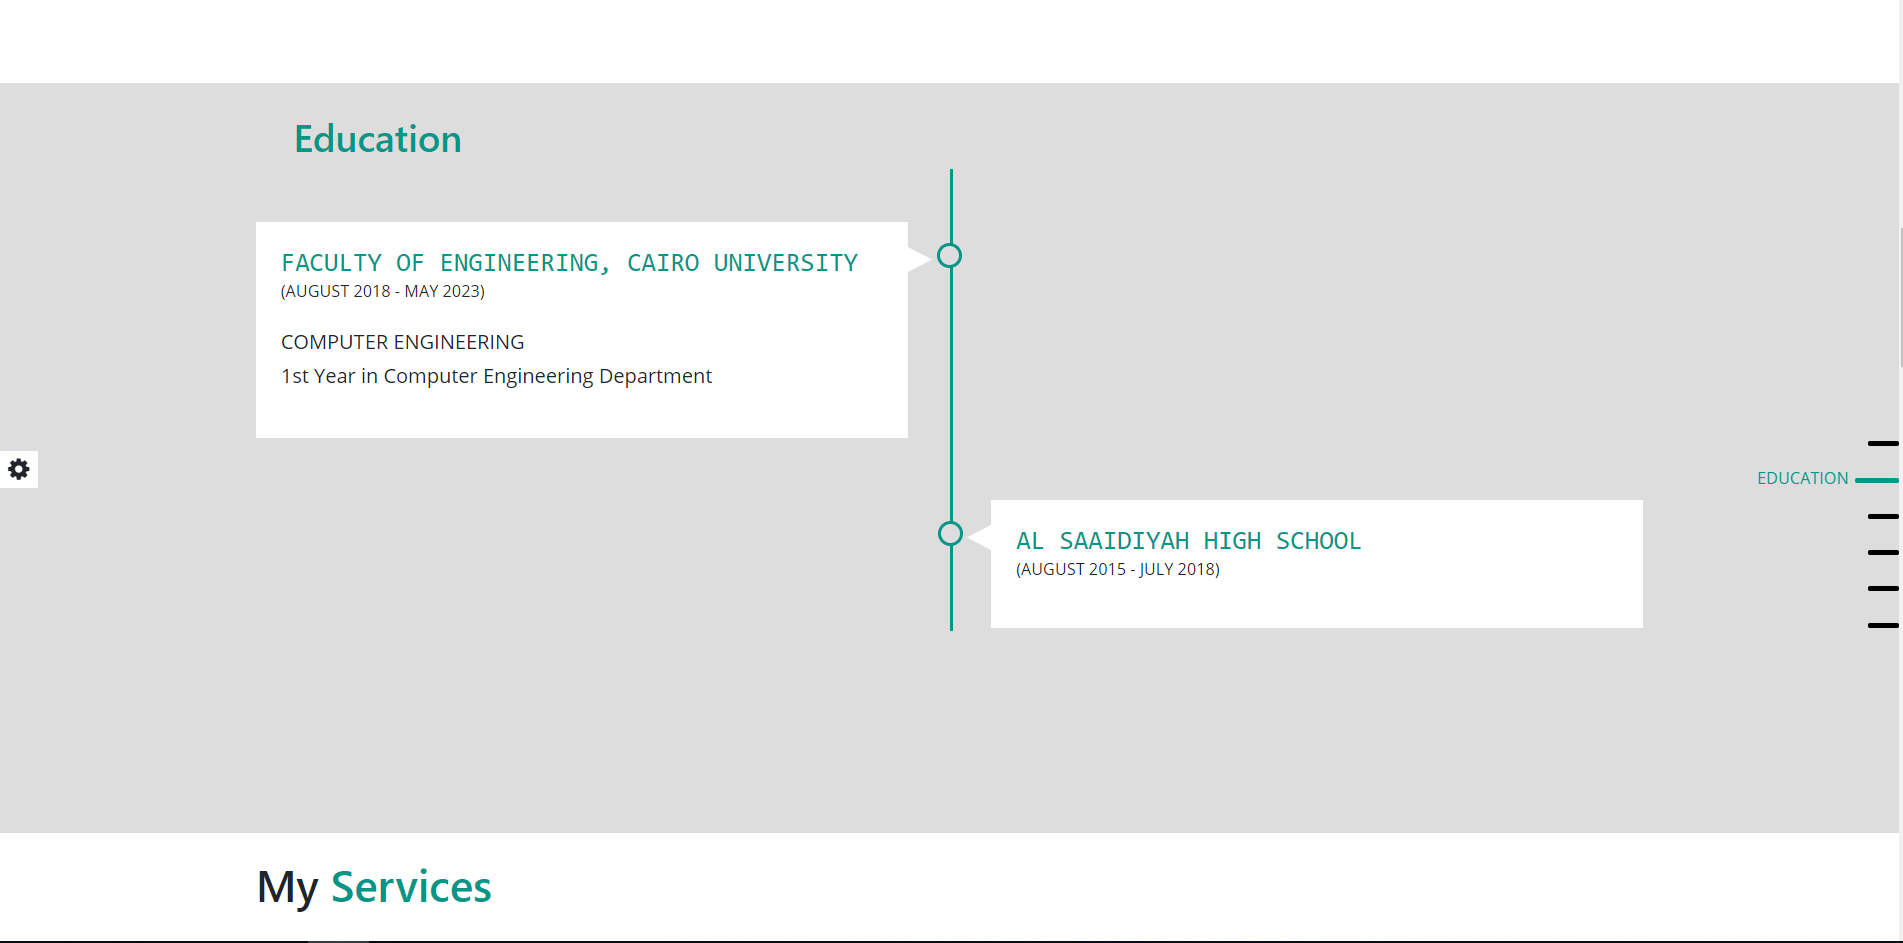 Education
FACULTY OF ENGINEERING, CAIRO UNIVERSITY
(AUGUST 2018 - MAY 2023)
COMPUTER ENGINEERING
1st Year in Computer Engineering Department
EDUCATION
AL SAAIDIYAH HIGH SCHOOL
(AUGUST 2015 - JULY 2018)
My Services